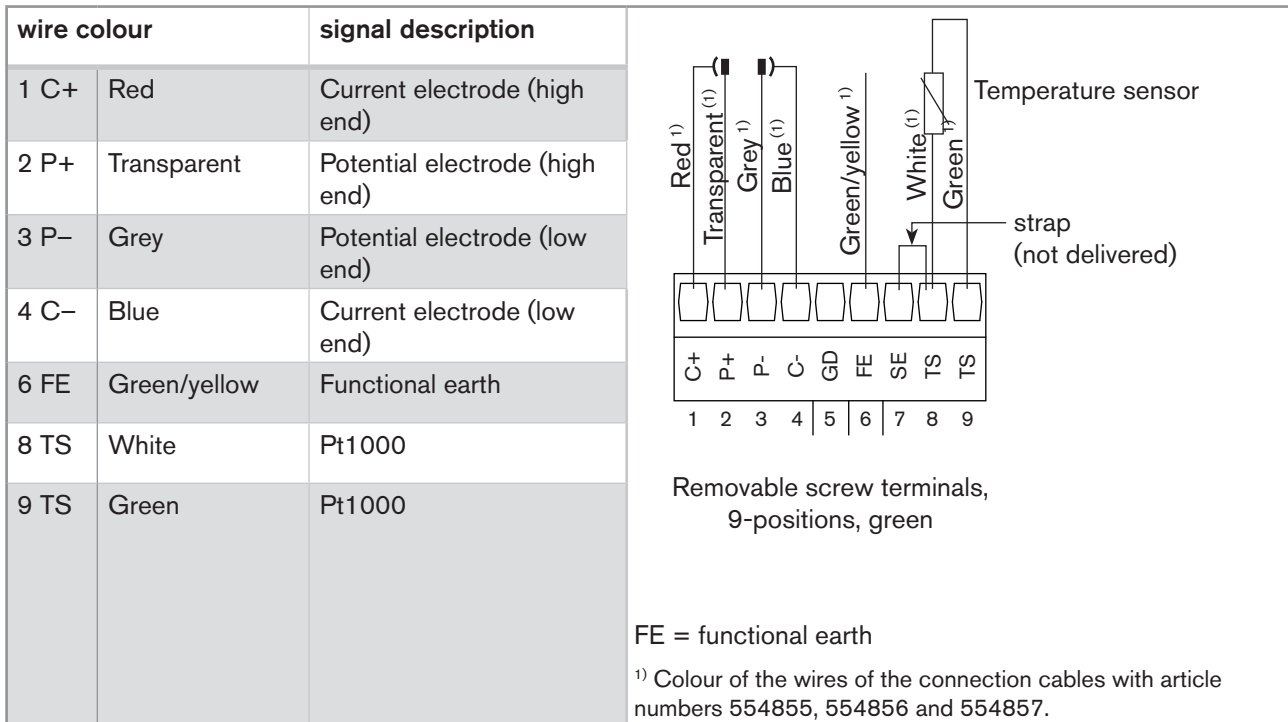 wire colour signal description
1 C+ Red Current electrode (high
end)
2 P+ Transparent Potential electrode (high
end)
3 P– Grey Potential electrode (low
end)
4 C– Blue Current electrode (low
end)
6 FE Green/yellow Functional earth
8 TS White Pt1000
9 TS Green Pt1000
Red 1)
Transparent (1)
Grey 1)
Blue (1)
Green/yellow 1)
White (1)
Green 1)
Temperature sensor
strap
(not delivered)
C+ P+ P- C- GD FE SE TS TS
1 2 3 4 5 6 7 8 9
Removable screw terminals,
9-positions, green
FE = functional earth
1) Colour of the wires of the connection cables with article
numbers 554855, 554856 and 554857.